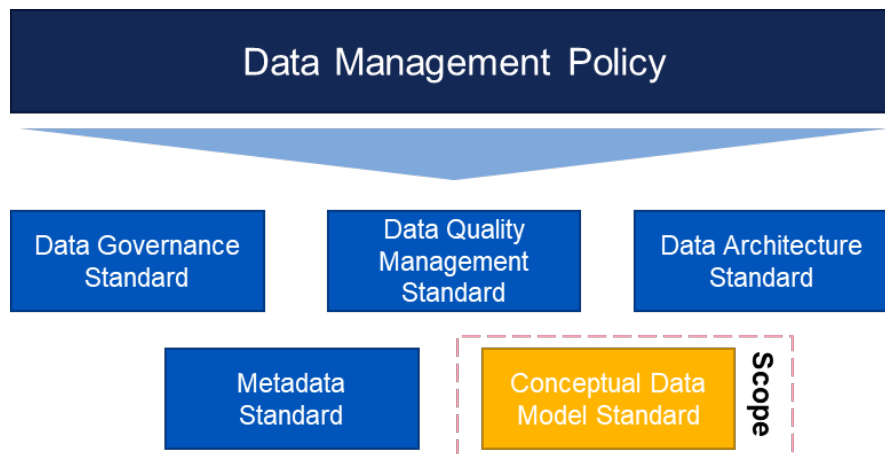 Data Management Policy
Data Governance
Standard
Data Quality
Management
Standard
Data Architecture
Standard
Metadata
Standard
Conceptual Data
Model Standard
Scope